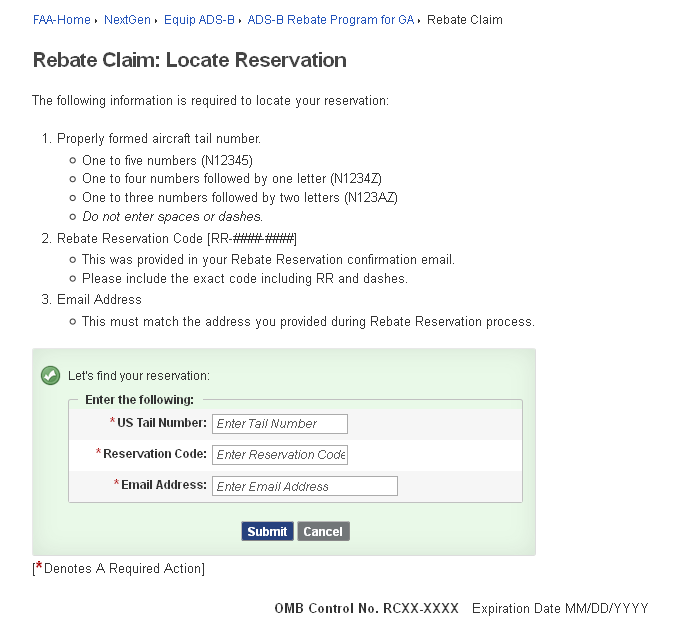 FAA-Home › NextGen › Equip ADS-B › ADS-B Rebate Program for GA › Rebate Claim
Rebate Claim: Locate Reservation
The following information is required to locate your reservation:
1. Properly formed aircraft tail number.
One to five numbers (N12345)
One to four numbers followed by one letter (N1234Z)
One to three numbers followed by two letters (N123AZ)
Do not enter spaces or dashes.
2. Rebate Reservation Code [RR-####-####]
This was provided in your Rebate Reservation confirmation email.
Please include the exact code including RR and dashes.
3. Email Address
This must match the address you provided during Rebate Reservation process.
Let's find your reservation:
Enter the following:
*US Tail Number: Enter Tail Number
*Reservation Code: Enter Reservation Code
*Email Address: Enter Email Address
Submit Cancel
[*Denotes A Required Action]
OMB Control No. RCXX-XXXX Expiration Date MM/DD/YYYY